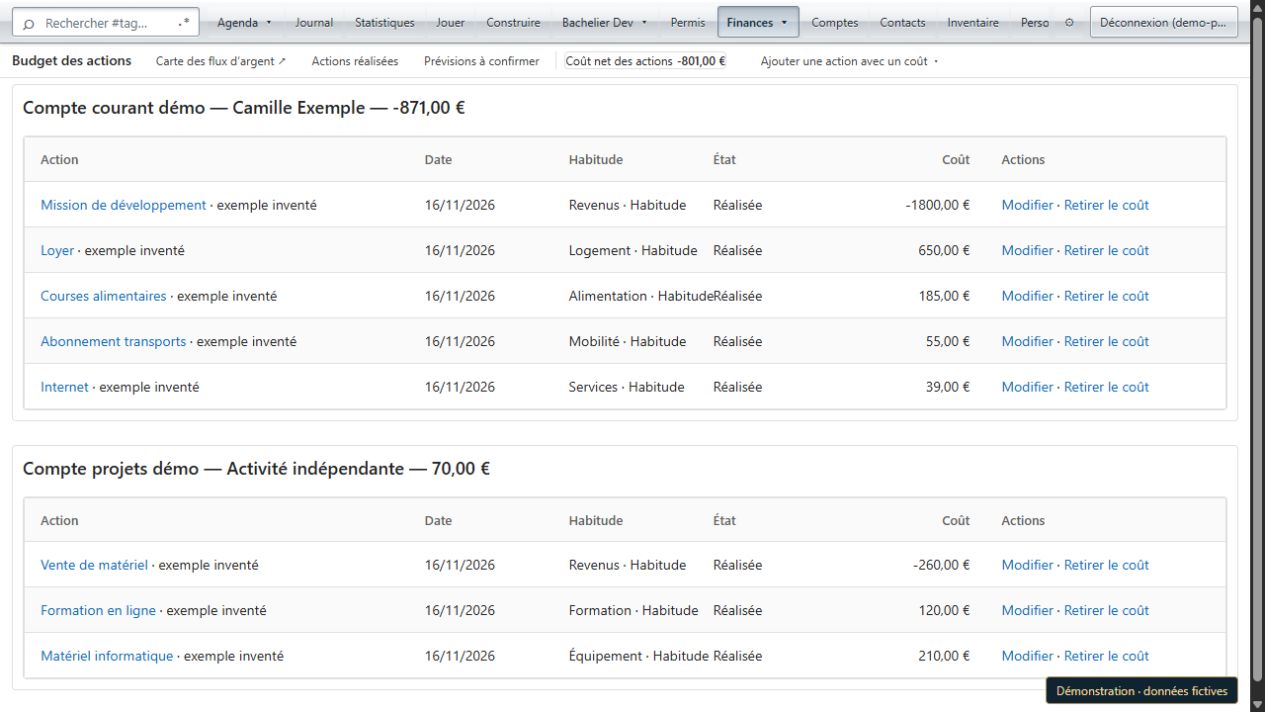 Rechercher #tag... .* Agenda Journal Statistiques Jouer Construire Bachelier Dev Permis Finances Comptes Contacts Inventaire Perso Déconnexion (demo-p...
Budget des actions Carte des flux d'argent ↗ Actions réalisées Prévisions à confirmer Coût net des actions -801,00 € Ajouter une action avec un coût
Compte courant démo — Camille Exemple — -871,00 €
Action Date Habitude État Coût Actions
Mission de développement · exemple inventé 16/11/2026 Revenus · Habitude Réalisée -1800,00 € Modifier · Retirer le coût
Loyer · exemple inventé 16/11/2026 Logement · Habitude Réalisée 650,00 € Modifier · Retirer le coût
Courses alimentaires · exemple inventé 16/11/2026 Alimentation · Habitude Réalisée 185,00 € Modifier · Retirer le coût
Abonnement transports · exemple inventé 16/11/2026 Mobilité · Habitude Réalisée 55,00 € Modifier · Retirer le coût
Internet · exemple inventé 16/11/2026 Services · Habitude Réalisée 39,00 € Modifier · Retirer le coût
Compte projets démo — Activité indépendante — 70,00 €
Action Date Habitude État Coût Actions
Vente de matériel · exemple inventé 16/11/2026 Revenus · Habitude Réalisée -260,00 € Modifier · Retirer le coût
Formation en ligne · exemple inventé 16/11/2026 Formation · Habitude Réalisée 120,00 € Modifier · Retirer le coût
Matériel informatique · exemple inventé 16/11/2026 Équipement · Habitude Réalisée 210,00 € Modifier · Retirer le coût
Démonstration · données fictives